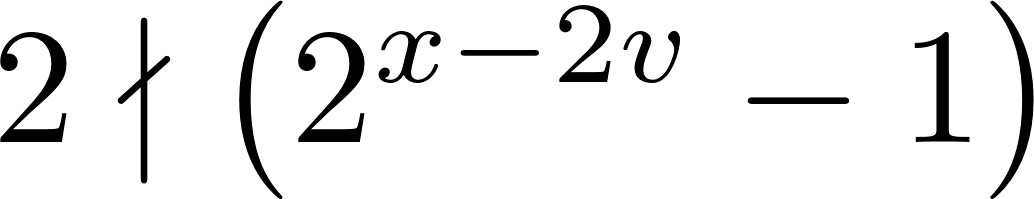 2 ∤ (2^{x−2v} − 1)